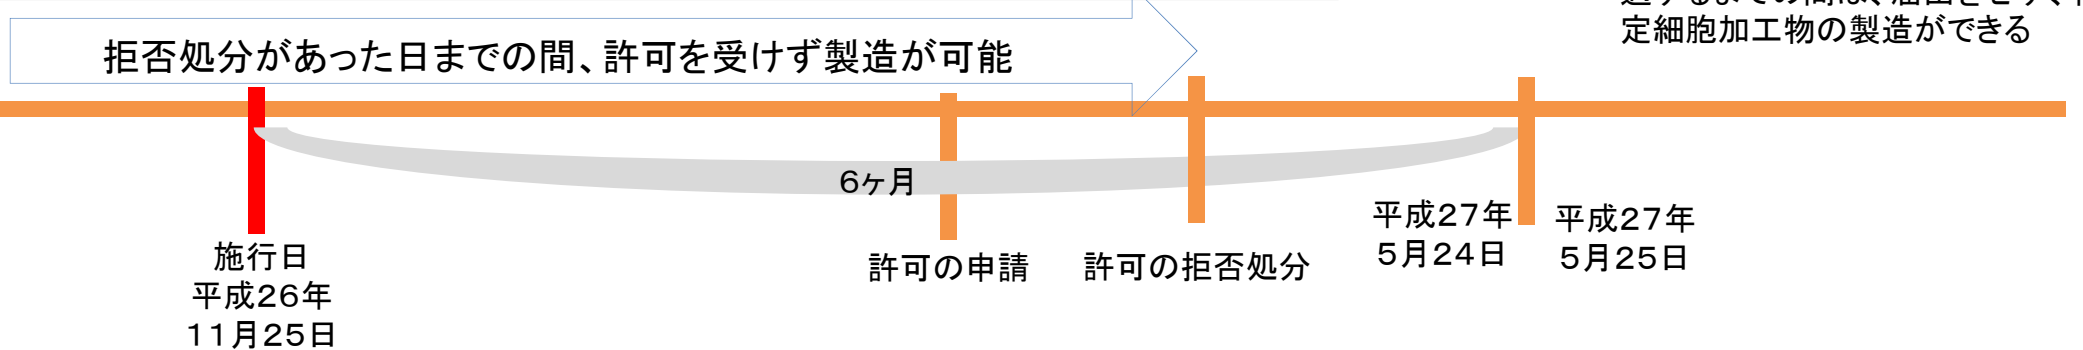 定細胞加工物の製造ができる
拒否処分があった日までの間、許可を受けず製造が可能
6ヶ月
施行日
平成26年
11月25日
許可の申請
許可の拒否処分
平成27年
5月24日
平成27年
5月25日